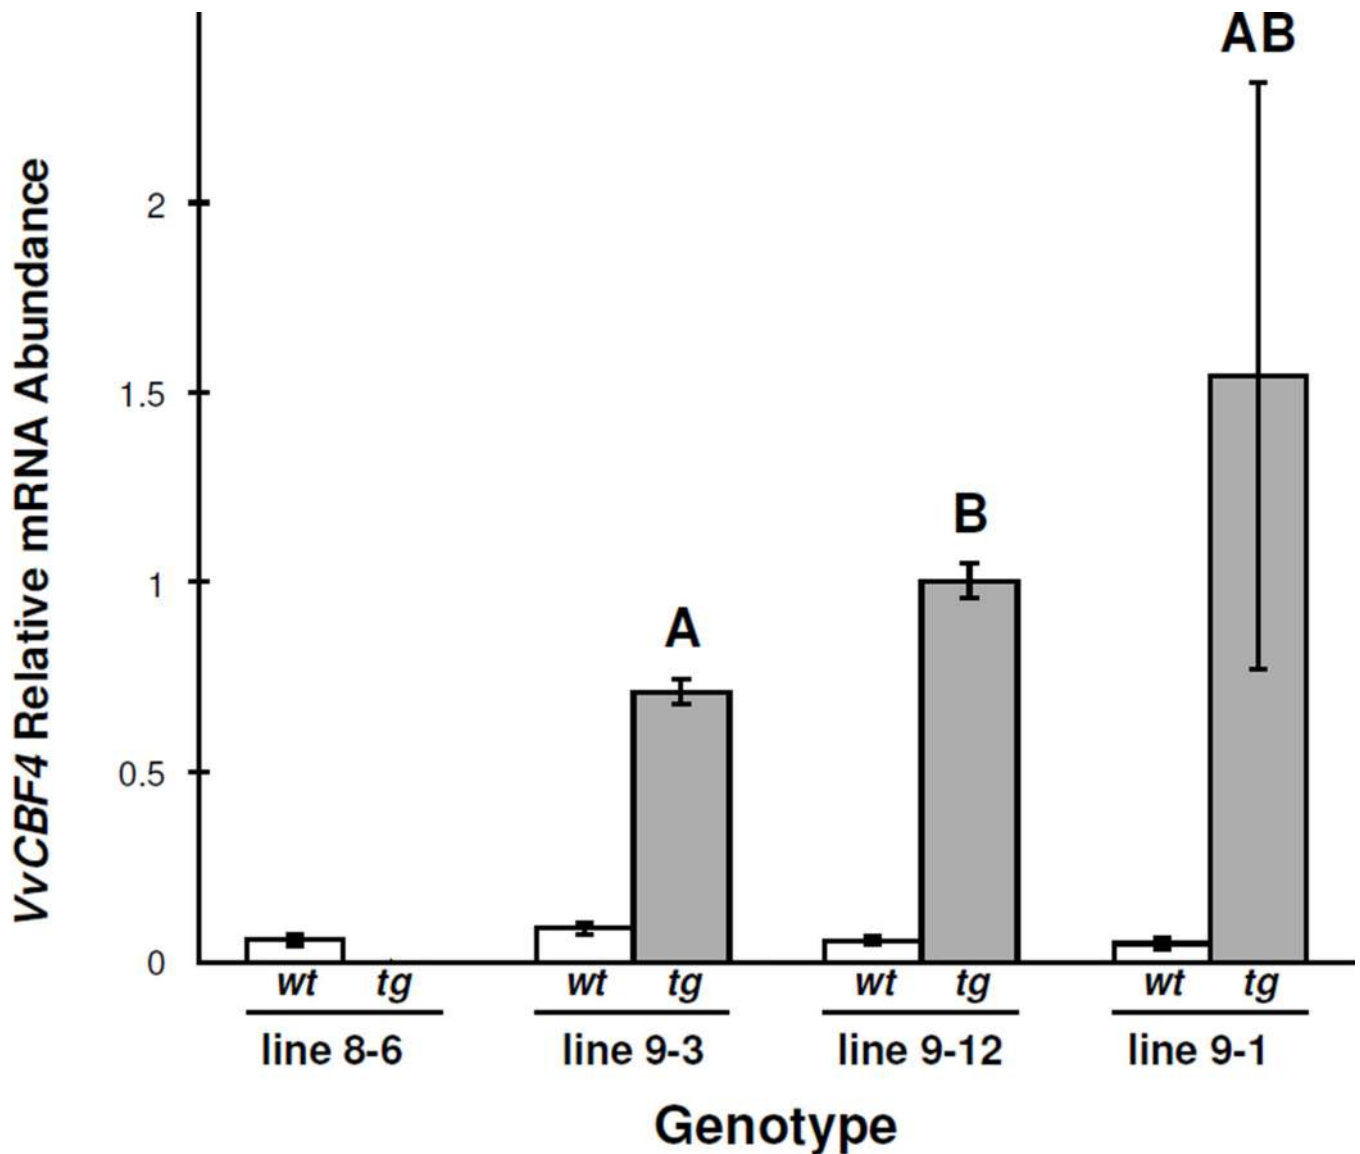 VvCBF4 Relative mRNA Abundance
2
1.5
1
0.5
0
A
B
AB
wt tg wt tg wt tg wt tg
line 8-6 line 9-3 line 9-12 line 9-1
Genotype